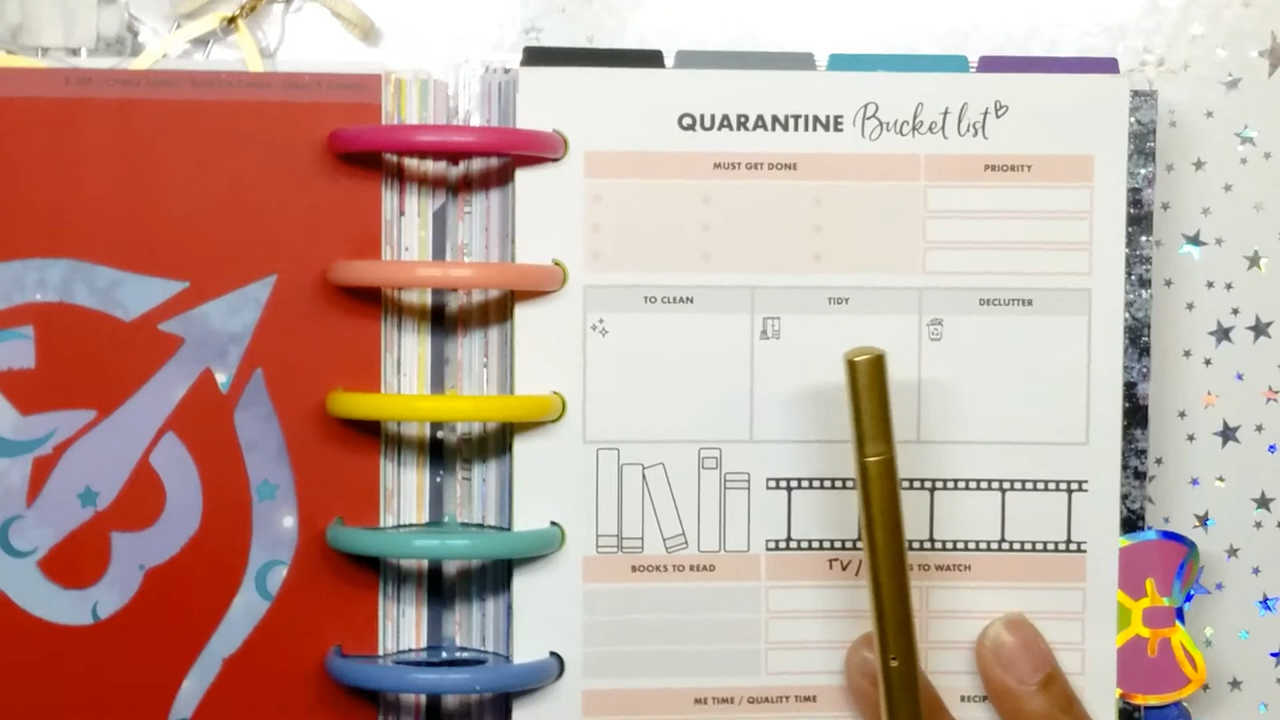 QUARANTINE Bucket list
MUST GET DONE PRIORITY
TO CLEAN TIDY DECLUTTER
BOOKS TO READ TV/ TO WATCH
ME TIME / QUALITY TIME